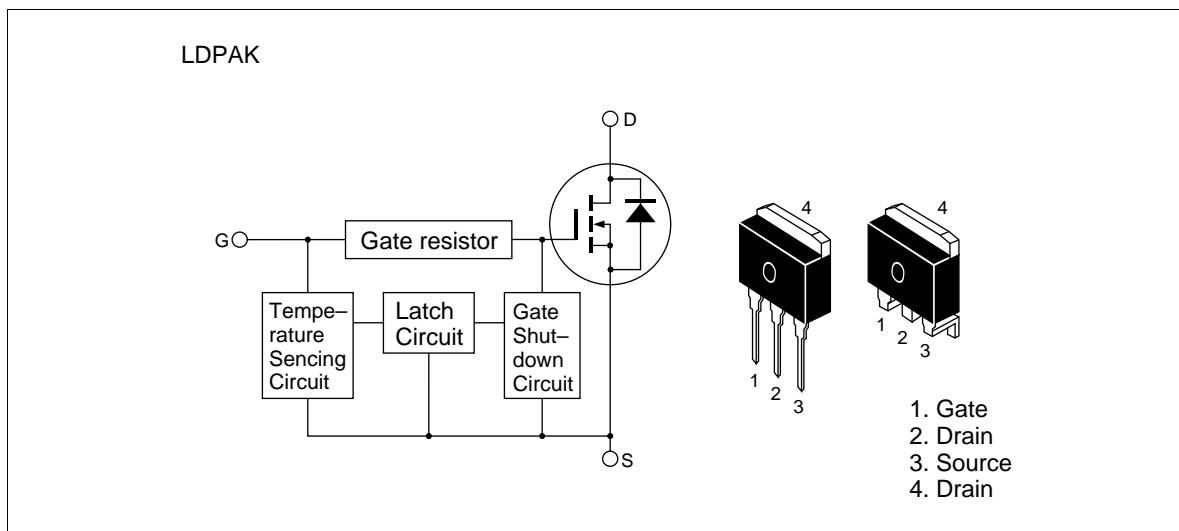 LDPAK
D
G
Gate resistor
Tempe–
rature
Sencing
Circuit
Latch
Circuit
Gate
Shut–
down
Circuit
S
4
1
2
3
4
1
2
3
1. Gate
2. Drain
3. Source
4. Drain